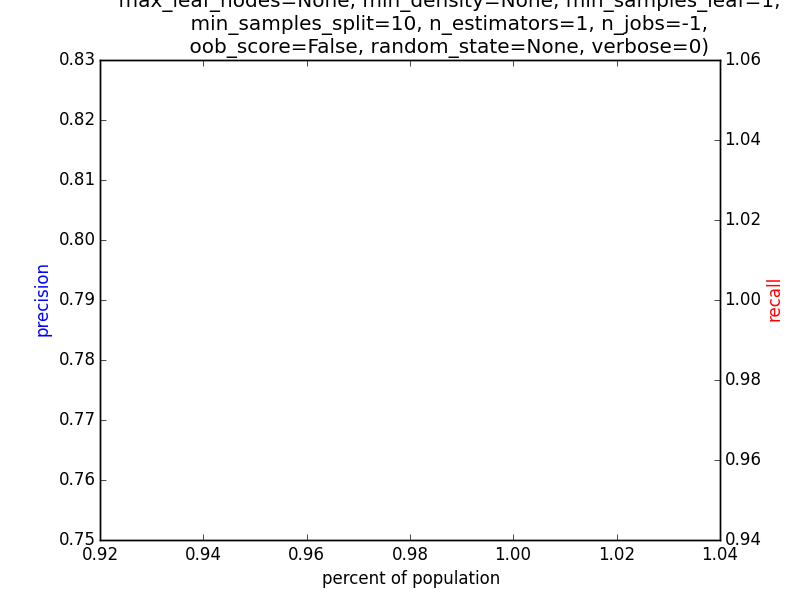 max_leaf_nodes=None, min_density=None, min_samples_leaf=1,
min_samples_split=10, n_estimators=1, n_jobs=-1,
oob_score=False, random_state=None, verbose=0)
0.83
0.82
0.81
0.80
0.79
0.78
0.77
0.76
0.75
precision
1.06
1.04
1.02
1.00
0.98
0.96
0.94
recall
0.92 0.94 0.96 0.98 1.00 1.02 1.04
percent of population